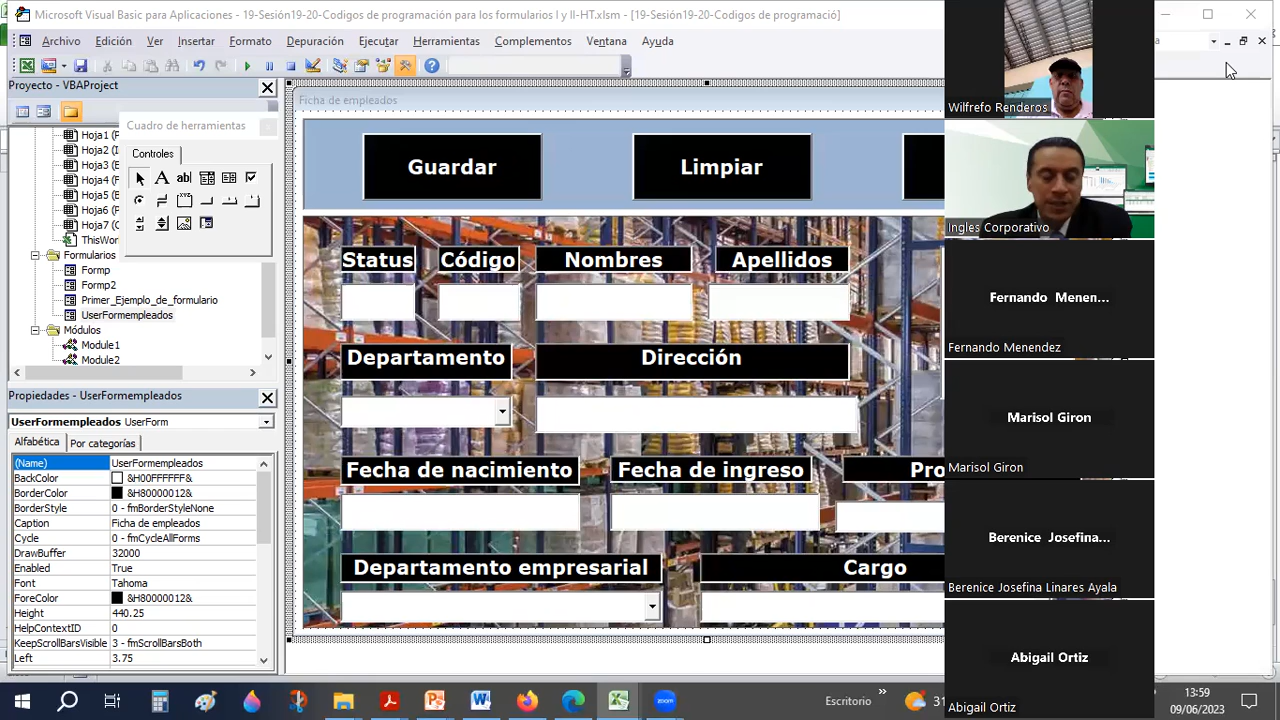 Microsoft Visual Basic para Aplicaciones - 19-Sesión19-20-Codigos de programación para los formularios I y II-HT.xlsm - [19-Sesión19-20-Codigos de programació]
Archivo Edición Ver Insertar Formato Depuración Ejecutar Herramientas Complementos Ventana Ayuda
Proyecto - VBAProject
Cuadro de herramientas
Controles
Hoja1 (F
Hoja2 (I
Hoja3 (F
Hoja4 (F
Hoja5 (F
Hoja6 (F
Hoja7 (C
ThisWor
Formularios
Formp
Formp2
Primer_Ejemplo_de_formulario
UserFormempleados
Módulos
Module1
Module2
Propiedades - UserFormempleados
UserFormempleados UserForm
Alfabética Por categorías
(Name) UserFormempleados
BackColor &H00FFFFFF&
BorderColor &H80000012&
BorderStyle 0 - fmBorderStyleNone
Caption Ficha de empleados
Cycle 0 - fmCycleAllForms
DrawBuffer 32000
Enabled True
Font Tahoma
ForeColor &H80000012&
Height 440.25
HelpContextID 0
KeepScrollBarsVisible 3 - fmScrollBarsBoth
Left 3.75
Ficha de empleados
Guardar Limpiar
Status Código Nombres Apellidos
Departamento Dirección
Fecha de nacimiento Fecha de ingreso Pro
Departamento empresarial Cargo
Wilfrefo Renderos
Ingles Corporativo
Fernando Menen...
Fernando Menendez
Marisol Giron
Marisol Giron
Berenice Josefina...
Berenice Josefina Linares Ayala
Abigail Ortiz
Abigail Ortiz
Escritorio
31
13:59
09/06/2023